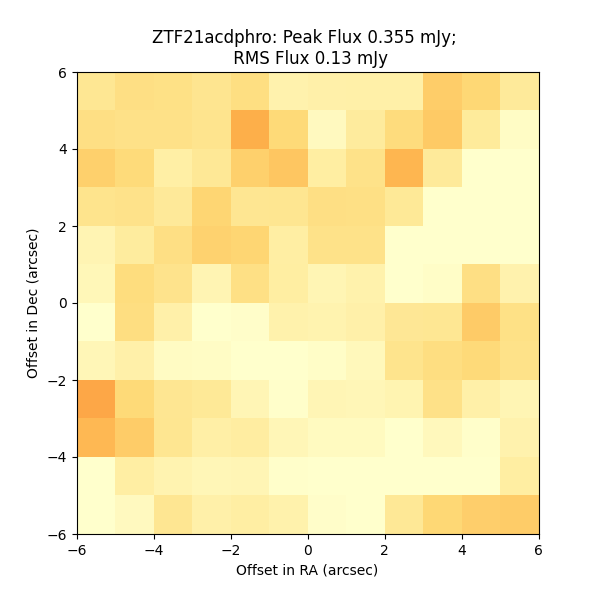 ZTF21acdphro: Peak Flux 0.355 mJy;
RMS Flux 0.13 mJy
6
4
2
0
−2
−4
−6
Offset in Dec (arcsec)
−6 −4 −2 0 2 4 6
Offset in RA (arcsec)